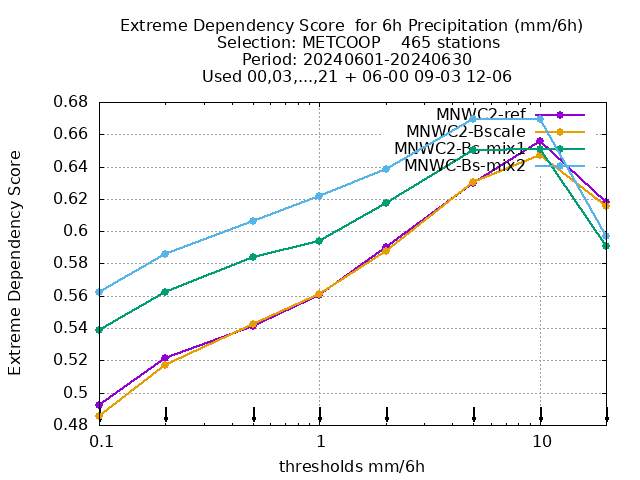 Extreme Dependency Score  for 6h Precipitation (mm/6h)
Selection: METCOOP    465 stations
Period: 20240601-20240630
Used 00,03,...,21 + 06-00 09-03 12-06
MNWC2-ref
MNWC2-Bscale
MNWC2-Bs-mix1
MNWC-Bs-mix2
Extreme Dependency Score
0.68
0.66
0.64
0.62
0.6
0.58
0.56
0.54
0.52
0.5
0.48
0.1
1
10
thresholds mm/6h